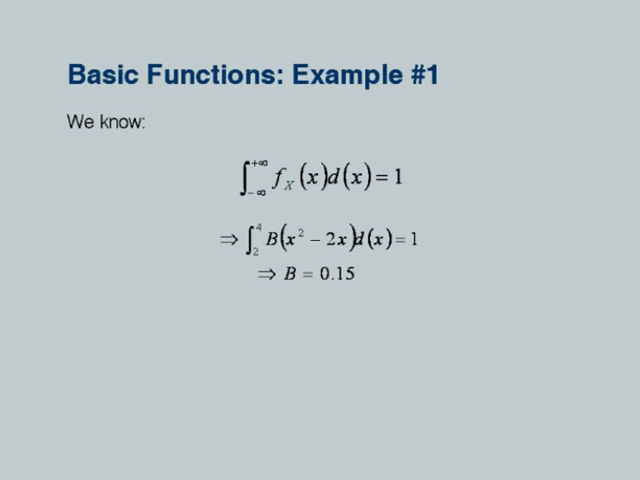 Basic Functions: Example #1
We know:
∫_{-∞}^{+∞} f_X(x)d(x) = 1
⇒ ∫_2^4 B(x² − 2x)d(x) = 1
⇒ B = 0.15